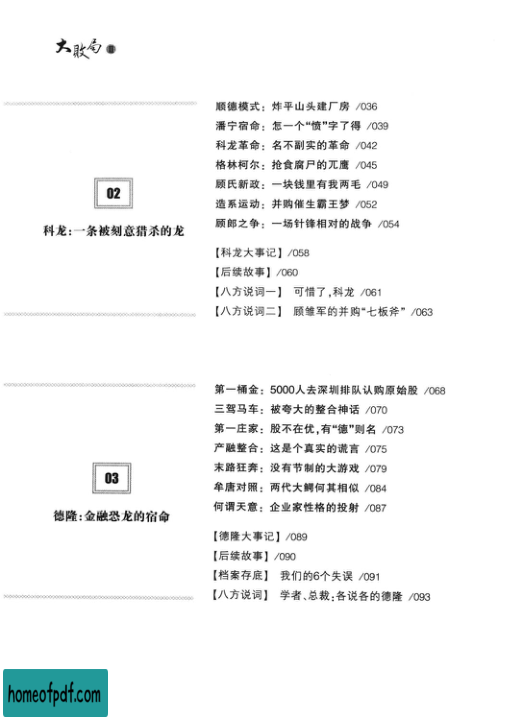 大败局
顺德模式：炸平山头建厂房 /036
潘宁宿命：怎一个“愤”字了得 /039
科龙革命：名不副实的革命 /042
格林柯尔：抢食腐尸的兀鹰 /045
顾氏新政：一块钱里有我两毛 /049
造系运动：并购催生霸王梦 /052
顾郎之争：一场针锋相对的战争 /054
02
科龙：一条被刻意猎杀的龙
【科龙大事记】/058
【后续故事】/060
【八方说词一】 可惜了，科龙 /061
【八方说词二】 顾雏军的并购“七板斧” /063
第一桶金：5000人去深圳排队认购原始股 /068
三驾马车：被夸大的整合神话 /070
第一庄家：股不在优，有“德”则名 /073
产融整合：这是个真实的谎言 /075
末路狂奔：没有节制的大游戏 /079
牟唐对照：两代大鳄何其相似 /084
何谓天意：企业家性格的投射 /087
03
德隆：金融恐龙的宿命
【德隆大事记】/089
【后续故事】/090
【档案存底】 我们的6个失误 /091
【八方说词】 学者、总裁：各说各的德隆 /093
homeofpdf.com